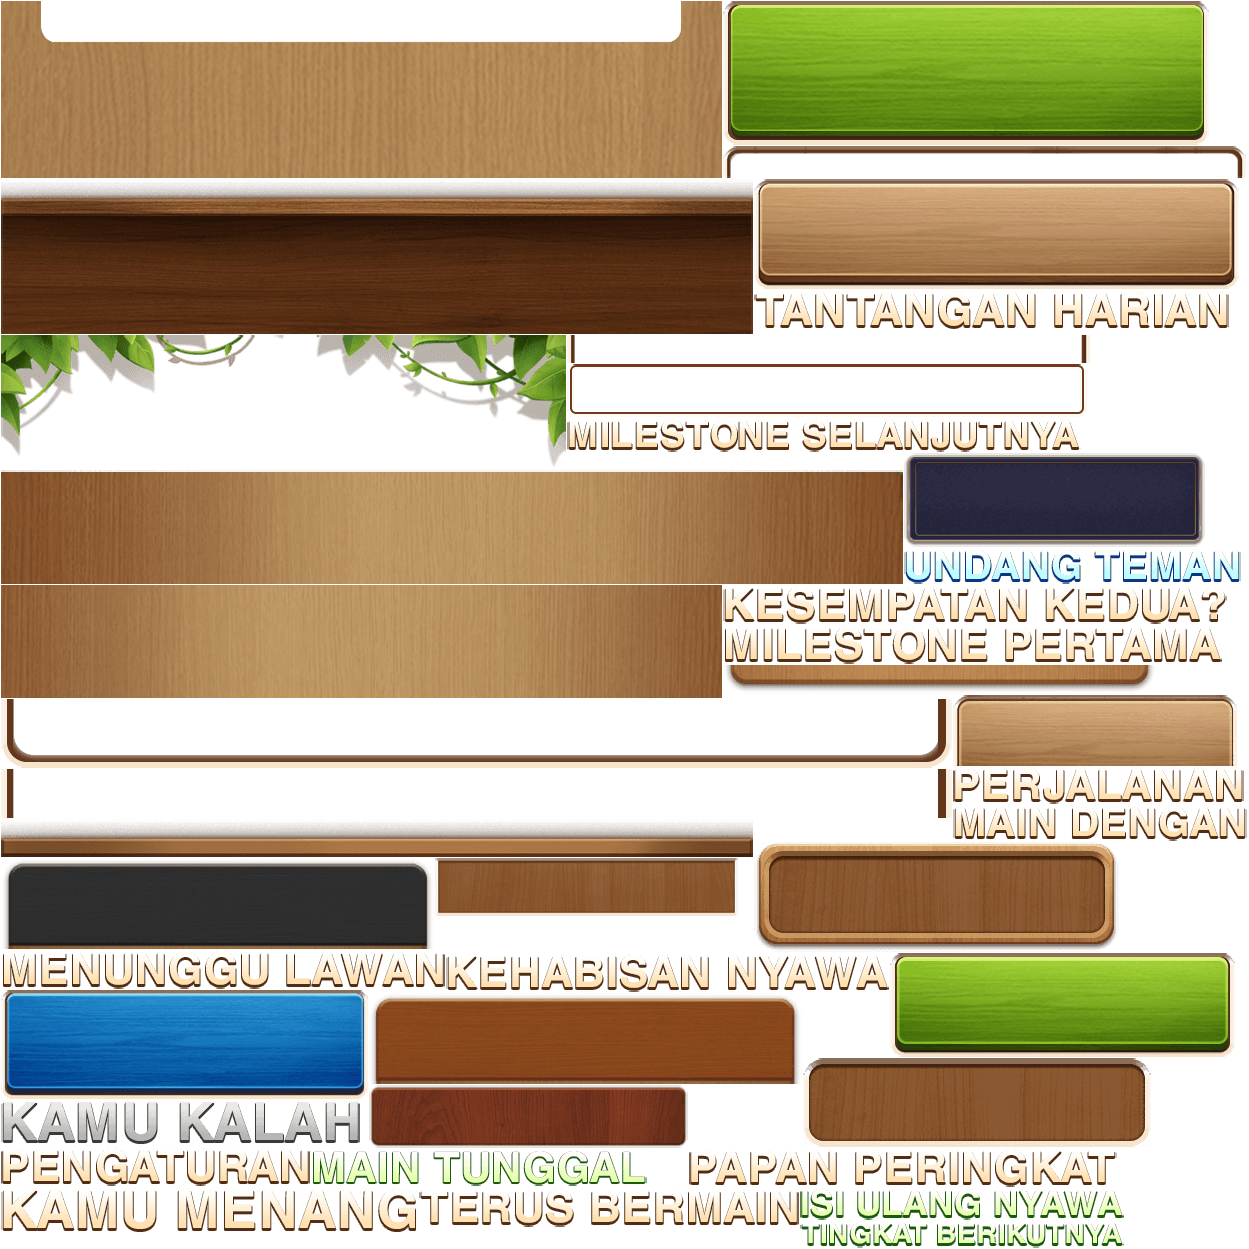 TANTANGAN HARIAN
MILESTONE SELANJUTNYA
UNDANG TEMAN
KESEMPATAN KEDUA?
MILESTONE PERTAMA
PERJALANAN
MAIN DENGAN
MENUNGGU LAWAN
KEHABISAN NYAWA
KAMU KALAH
PENGATURAN
MAIN TUNGGAL
PAPAN PERINGKAT
KAMU MENANG
TERUS BERMAIN
ISI ULANG NYAWA
TINGKAT BERIKUTNYA